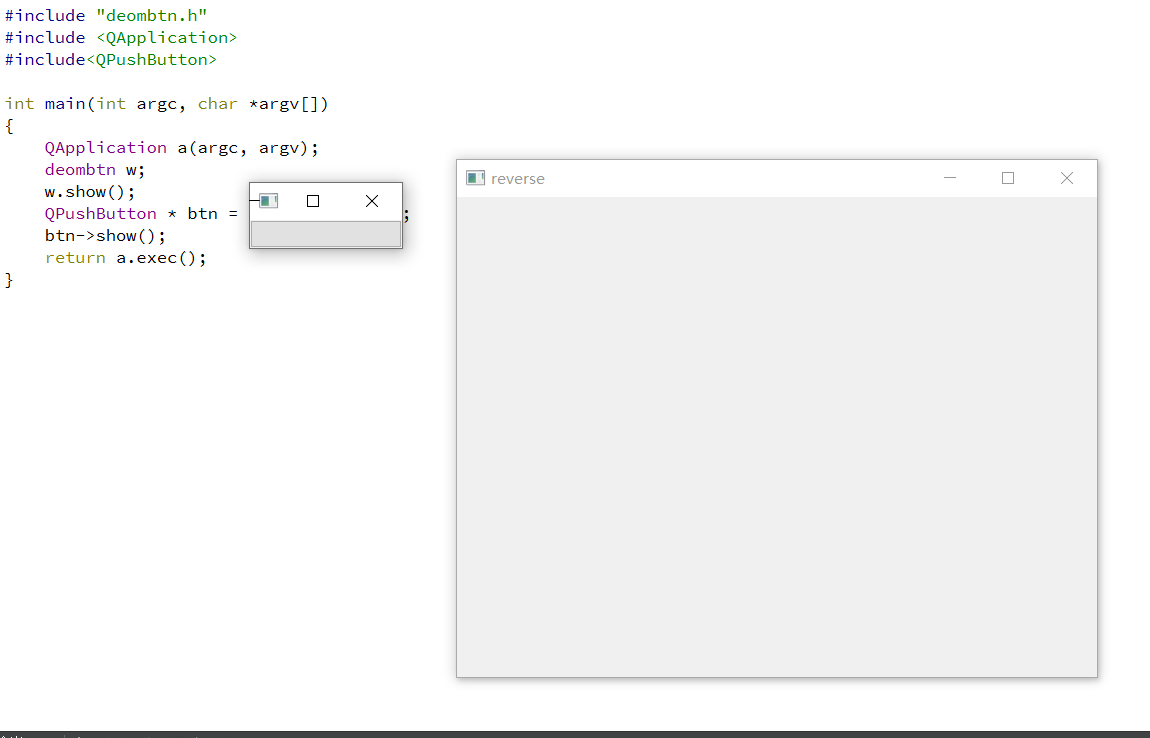 #include "deombtn.h"
#include <QApplication>
#include<QPushButton>
int main(int argc, char *argv[])
{
QApplication a(argc, argv);
deombtn w;
w.show();
QPushButton * btn = ;
btn->show();
return a.exec();
}
reverse